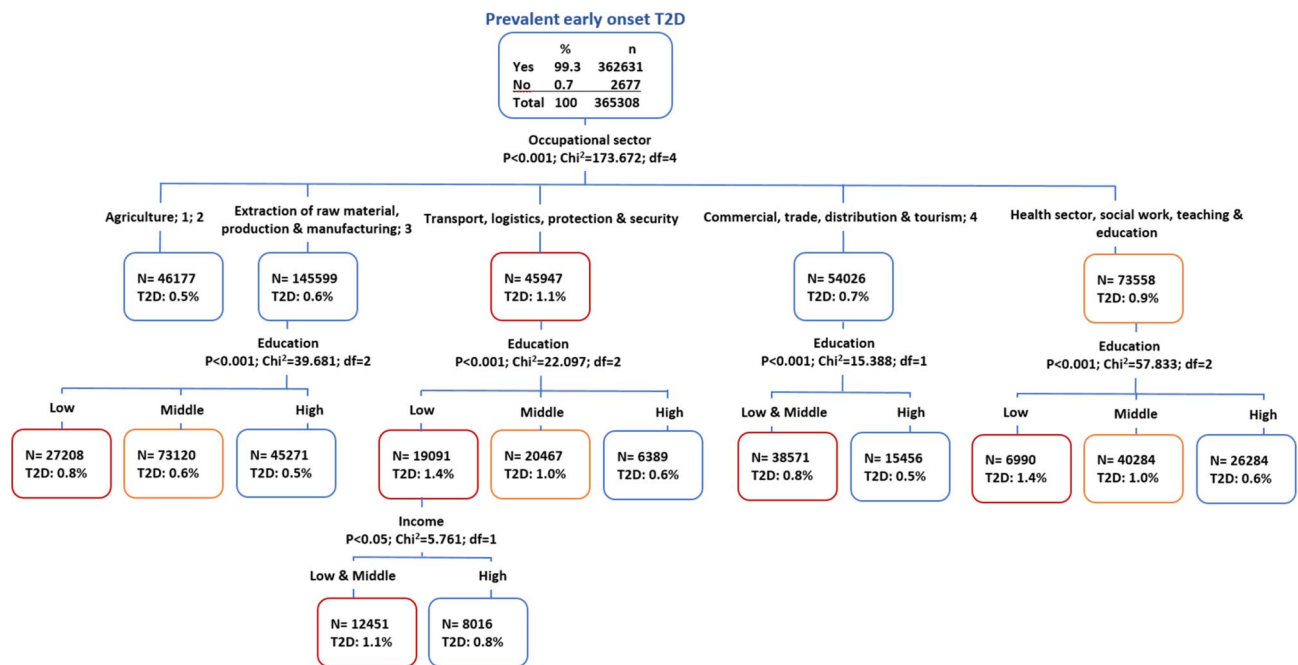 Prevalent early onset T2D
% n
Yes 99.3 362631
No 0.7 2677
Total 100 365308
Occupational sector
P<0.001; Chi²=173.672; df=4
Agriculture; 1; 2
Extraction of raw material,
production & manufacturing; 3
Transport, logistics, protection & security
Commercial, trade, distribution & tourism; 4
Health sector, social work, teaching &
education
N= 46177
T2D: 0.5%
N= 145599
T2D: 0.6%
N= 45947
T2D: 1.1%
N= 54026
T2D: 0.7%
N= 73558
T2D: 0.9%
Education
P<0.001; Chi²=39.681; df=2
Education
P<0.001; Chi²=22.097; df=2
Education
P<0.001; Chi²=15.388; df=1
Education
P<0.001; Chi²=57.833; df=2
Low
Middle
High
Low
Middle
High
Low & Middle
High
Low
Middle
High
N= 27208
T2D: 0.8%
N= 73120
T2D: 0.6%
N= 45271
T2D: 0.5%
N= 19091
T2D: 1.4%
N= 20467
T2D: 1.0%
N= 6389
T2D: 0.6%
N= 38571
T2D: 0.8%
N= 15456
T2D: 0.5%
N= 6990
T2D: 1.4%
N= 40284
T2D: 1.0%
N= 26284
T2D: 0.6%
Income
P<0.05; Chi²=5.761; df=1
Low & Middle
High
N= 12451
T2D: 1.1%
N= 8016
T2D: 0.8%